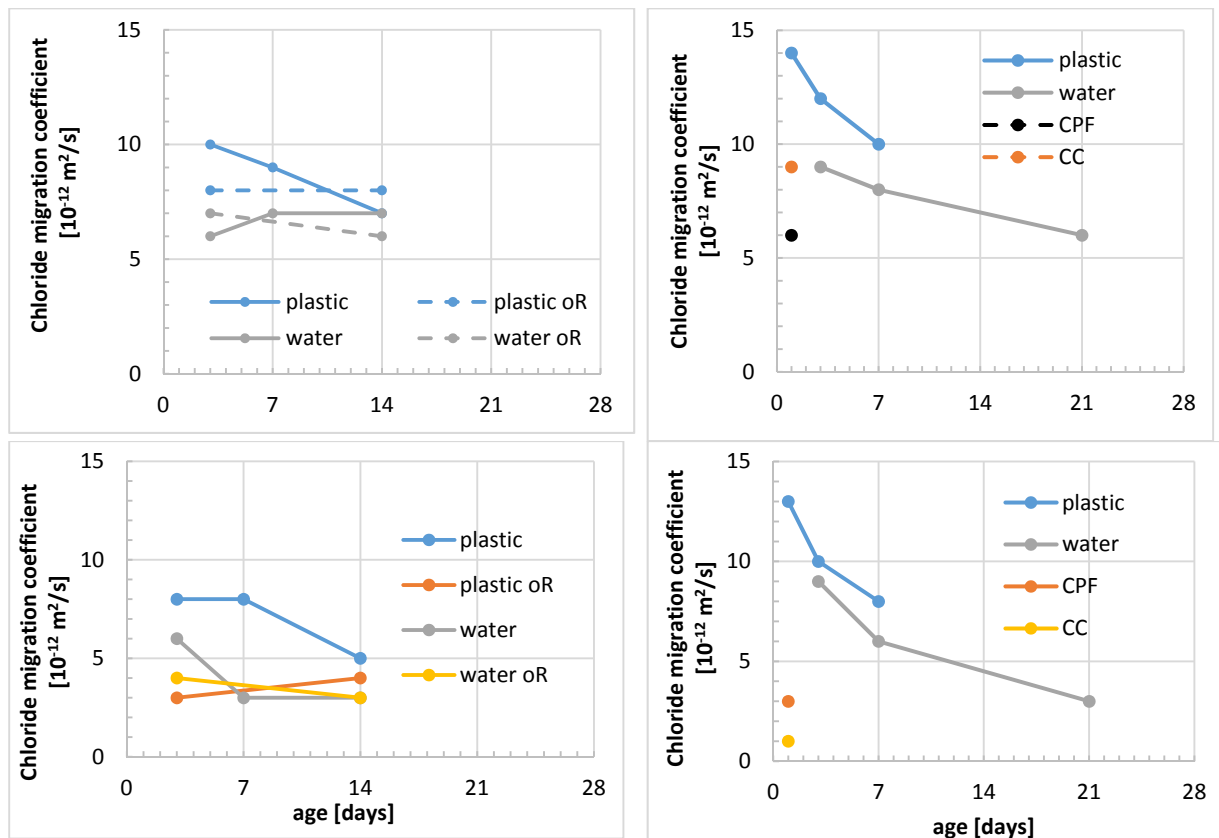 Chloride migration coefficient
[10⁻¹² m²/s]
15
10
5
0
0 7 14 21 28
plastic plastic oR
water water oR
Chloride migration coefficient
[10⁻¹² m²/s]
15
10
5
0
0 7 14 21 28
plastic
water
CPF
CC
Chloride migration coefficient
[10⁻¹² m²/s]
15
10
5
0
0 7 14 21 28
age [days]
plastic
plastic oR
water
water oR
Chloride migration coefficient
[10⁻¹² m²/s]
15
10
5
0
0 7 14 21 28
age [days]
plastic
water
CPF
CC